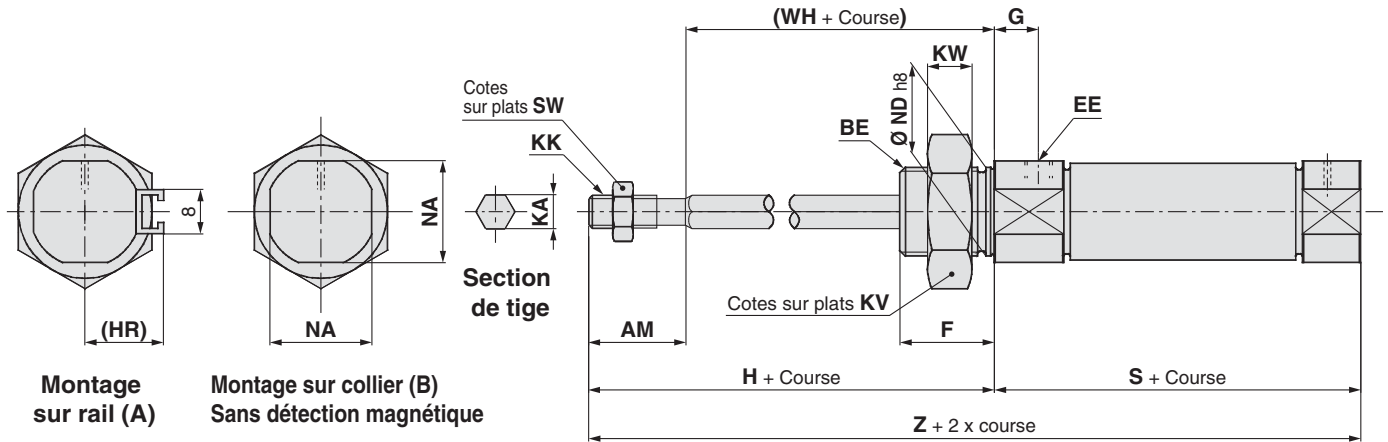 (WH + Course)
G
KW
Ø ND h8
EE
BE
Cotes
sur plats SW
KK
KA
NA
8
Section
de tige
Cotes sur plats KV
(HR)
NA
AM
F
Montage
sur rail (A)
Montage sur collier (B)
Sans détection magnétique
H + Course
S + Course
Z + 2 x course